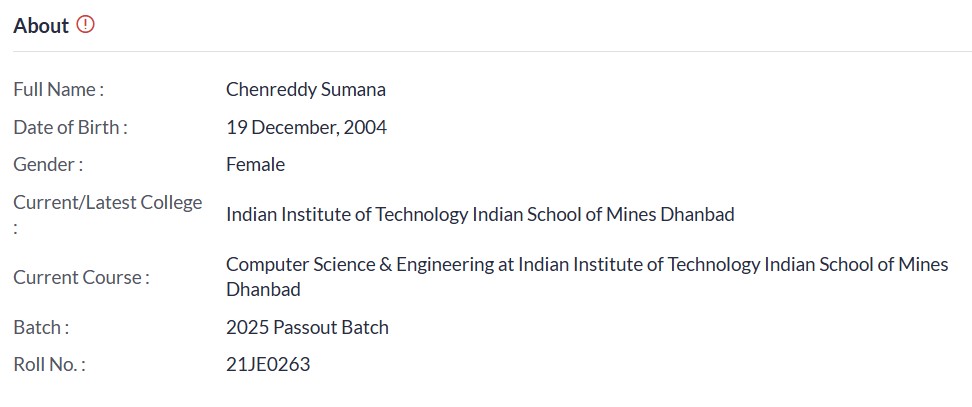 About
Full Name : Chenreddy Sumana
Date of Birth : 19 December, 2004
Gender : Female
Current/Latest College : Indian Institute of Technology Indian School of Mines Dhanbad
Current Course : Computer Science & Engineering at Indian Institute of Technology Indian School of Mines
Dhanbad
Batch : 2025 Passout Batch
Roll No. : 21JE0263